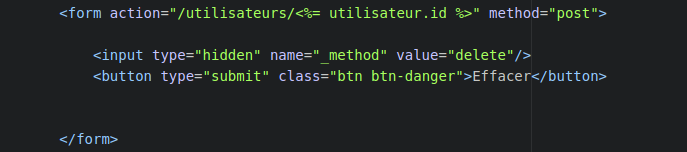 <form action="/utilisateurs/<%= utilisateur.id %>" method="post">
<input type="hidden" name="_method" value="delete"/>
<button type="submit" class="btn btn-danger">Effacer</button>
</form>